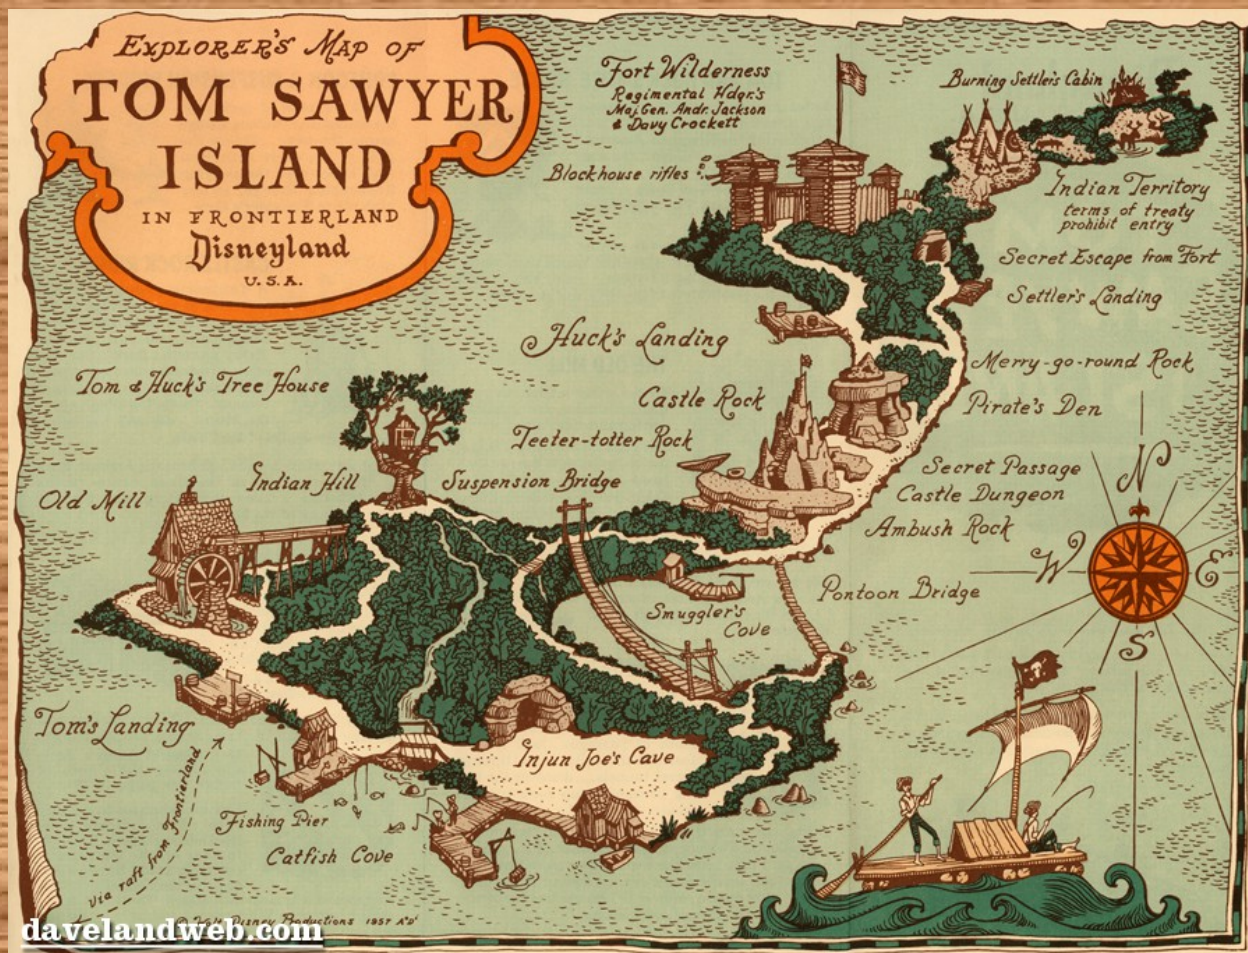 EXPLORER'S MAP OF
TOM SAWYER
ISLAND
IN FRONTIERLAND
Disneyland
U.S.A.
Fort Wilderness
Regimental Hdqr.'s
Maj. Gen. Andr. Jackson
& Davy Crockett
Burning Settler's Cabin
Blockhouse rifles
Indian Territory
terms of treaty
prohibit entry
Secret Escape from Fort
Settler's Landing
Huck's Landing
Merry-go-round Rock
Tom & Huck's Tree House
Castle Rock
Pirate's Den
Teeter-totter Rock
Indian Hill
Suspension Bridge
Secret Passage
Castle Dungeon
Old Mill
Ambush Rock
N
W
E
S
Pontoon Bridge
Smuggler's
Cove
Tom's Landing
Injun Joe's Cave
Via raft from Frontierland
Fishing Pier
Catfish Cove
© Walt Disney Productions 1957 A'D'
davelandweb.com